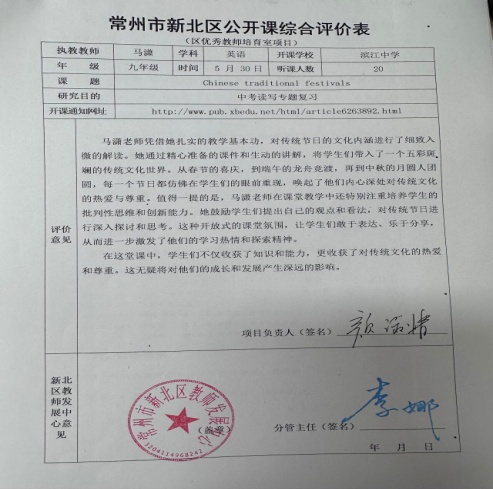 常州市新北区公开课综合评价表
（区优秀教师培育室项目）
执教教师 马潇 学科 英语 开课学校 滨江中学
年级 九年级 时间 5月30日 听课人数 20
课题 Chinese traditional festivals
研究目的 中考读写专题复习
开课通知网址 http://www.pub.xbedu.net/html/article6263892.html
评价意见
马潇老师凭借她扎实的教学基本功，对传统节日的文化内涵进行了细致入
微的解读。她通过精心准备的课件和生动的讲解，将学生们带入了一个五彩斑
斓的传统文化世界。从春节的喜庆，到端午的龙舟竞渡，再到中秋的月圆人团
圆，每一个节日都仿佛在学生们的眼前重现，唤起了他们内心深处对传统文化
的热爱与尊重。值得一提的是，马潇老师在课堂教学中还特别注重培养学生的
批判性思维和创新能力。她鼓励学生们提出自己的观点和看法，对传统节日进
行深入探讨和思考。这种开放式的课堂氛围，让学生们敢于表达、乐于分享，
从而进一步激发了他们的学习热情和探索精神。
在这堂课中，学生们不仅收获了知识和能力，更收获了对传统文化的热爱
和尊重。这无疑将对他们的成长和发展产生深远的影响。
项目负责人（签名）
新北区教师发展中心意见
常州市新北区教师发展中心
（盖章）
3204114908242
分管主任（签名） 李娜
年 月 日